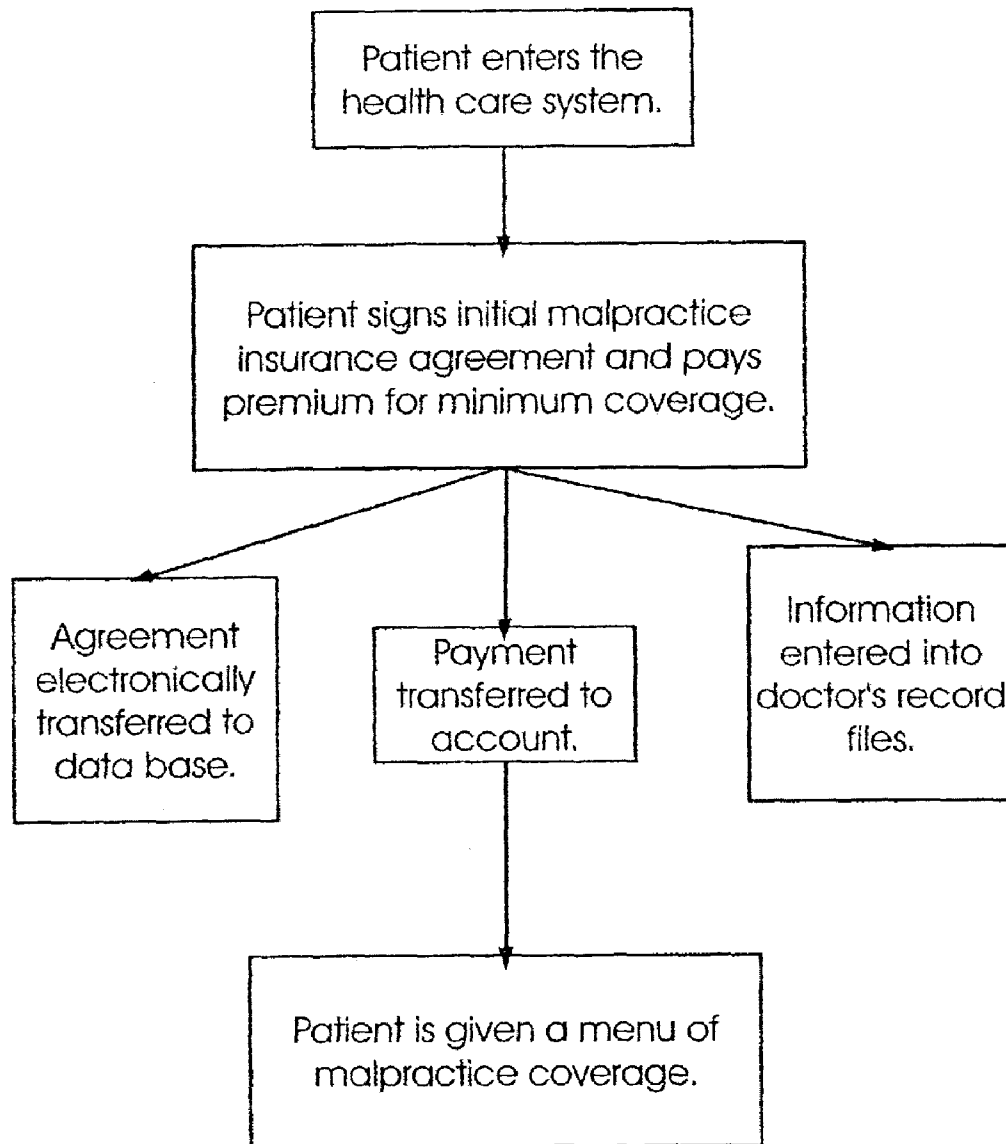 Patient enters the
health care system.
Patient signs initial malpractice
insurance agreement and pays
premium for minimum coverage.
Agreement
electronically
transferred to
data base.
Payment
transferred to
account.
Information
entered into
doctor's record
files.
Patient is given a menu of
malpractice coverage.